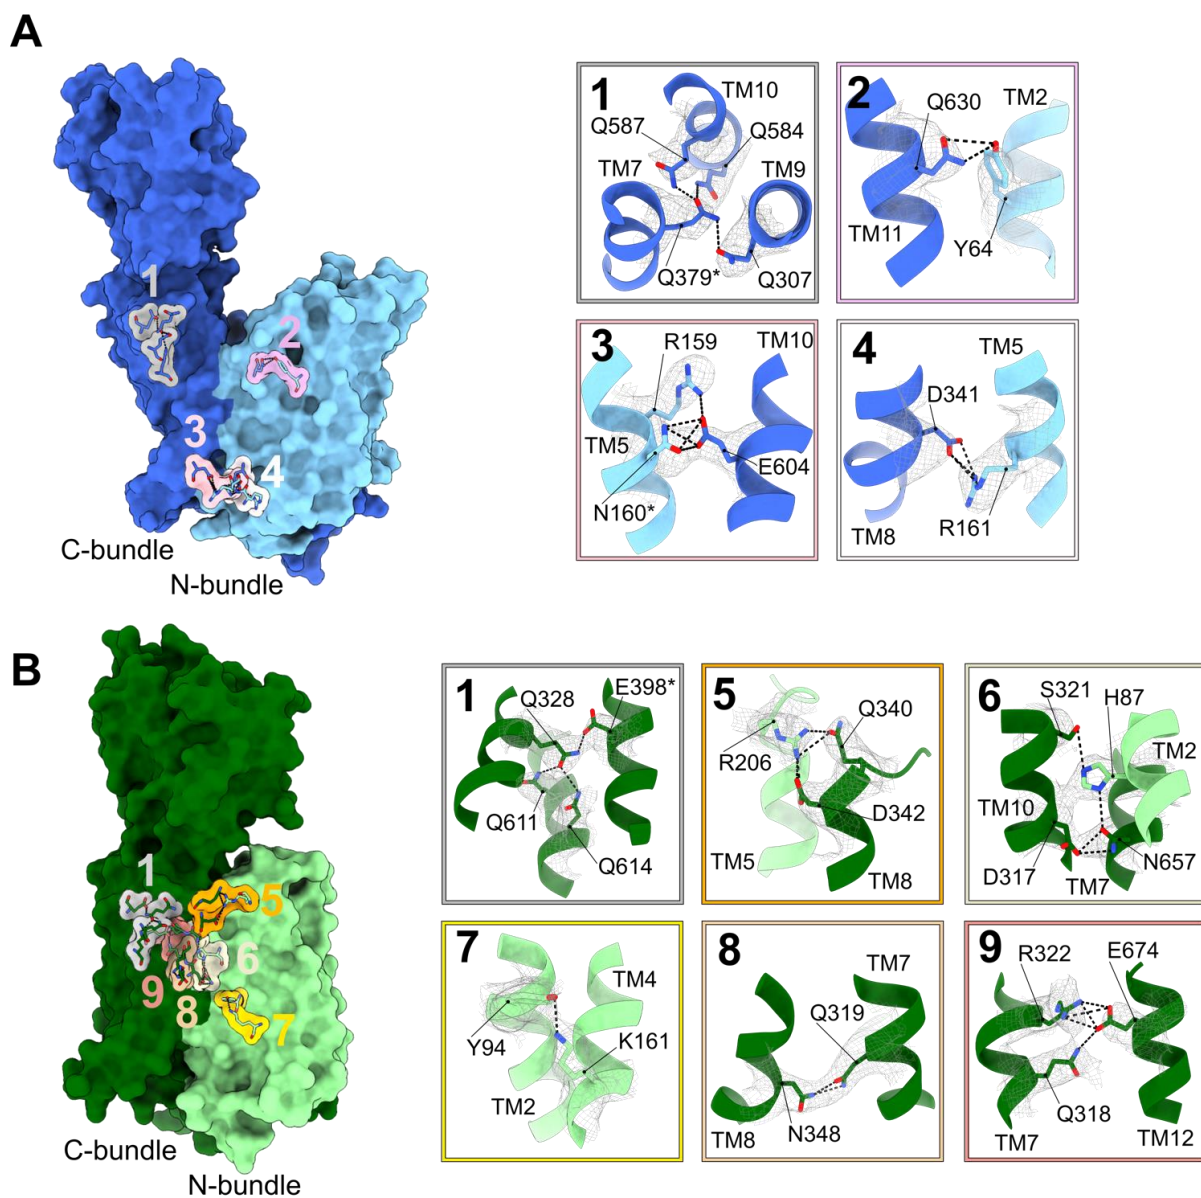 A
1
2
3
4
C-bundle
N-bundle
1
TM10
Q587
Q584
TM7
TM9
Q379*
Q307
2
Q630
TM2
TM11
Y64
3
R159
TM10
TM5
E604
N160*
4
TM5
D341
TM8
R161
B
1
5
6
9
8
7
C-bundle
N-bundle
1
Q328
E398*
Q611
Q614
5
Q340
R206
D342
TM5
TM8
6
S321
H87
TM2
TM10
N657
D317
TM7
7
TM4
Y94
K161
TM2
8
TM7
Q319
TM8
N348
9
R322
E674
Q318
TM7
TM12